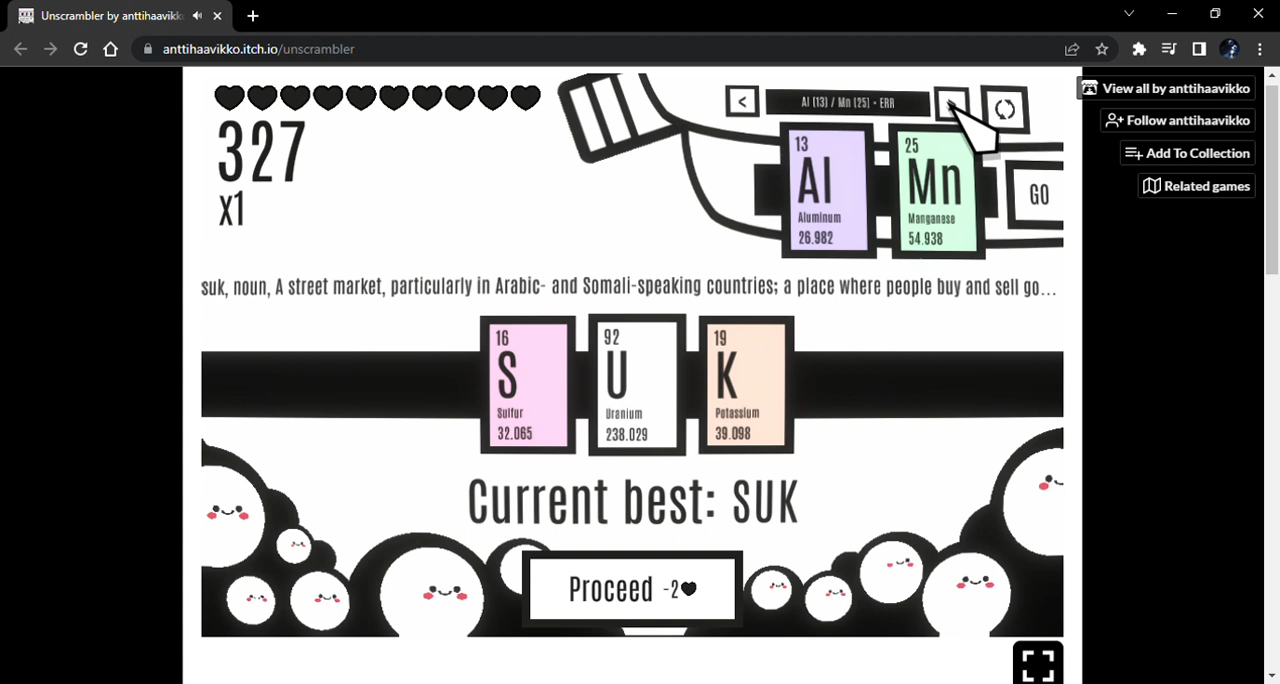 Unscrambler by anttihaavikk
anttihaavikko.itch.io/unscrambler
View all by anttihaavikko
Follow anttihaavikko
Add To Collection
Related games
327
x1
<
Al [13] / Mn [25] - ERR
13
Al
Aluminum
26.982
25
Mn
Manganese
54.938
GO
suk, noun, A street market, particularly in Arabic- and Somali-speaking countries; a place where people buy and sell go...
16
S
Sulfur
32.065
92
U
Uranium
238.029
19
K
Potassium
39.098
Current best: SUK
Proceed -2